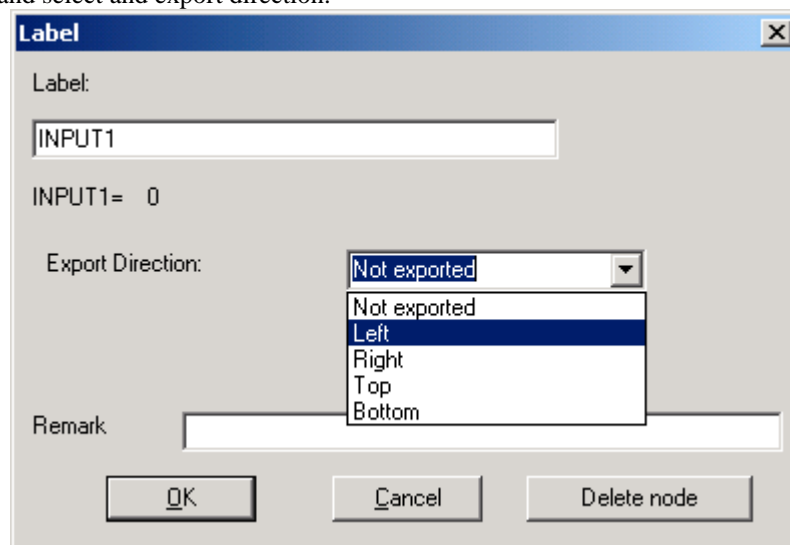 and select and export direction.
Label
Label:
INPUT1
INPUT1= 0
Export Direction:
Not exported
Not exported
Left
Right
Top
Bottom
Remark
OK
Cancel
Delete node